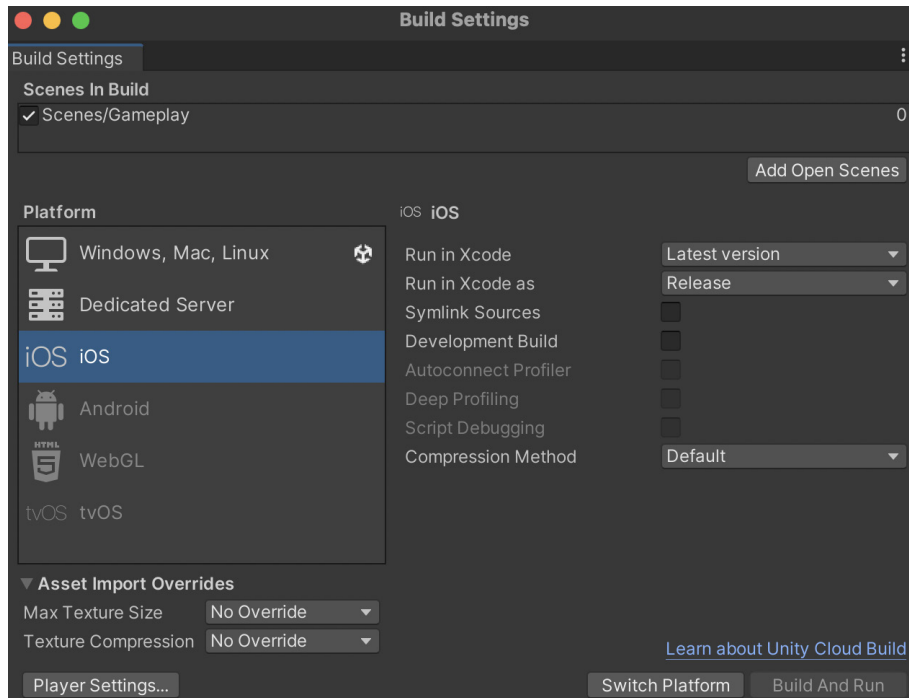 Build Settings
Build Settings
Scenes In Build
Scenes/Gameplay 0
Add Open Scenes
Platform
Windows, Mac, Linux
Dedicated Server
iOS iOS
Android
HTML 5 WebGL
tvOS tvOS
iOS iOS
Run in Xcode Latest version
Run in Xcode as Release
Symlink Sources
Development Build
Autoconnect Profiler
Deep Profiling
Script Debugging
Compression Method Default
Asset Import Overrides
Max Texture Size No Override
Texture Compression No Override
Learn about Unity Cloud Build
Player Settings... Switch Platform Build And Run